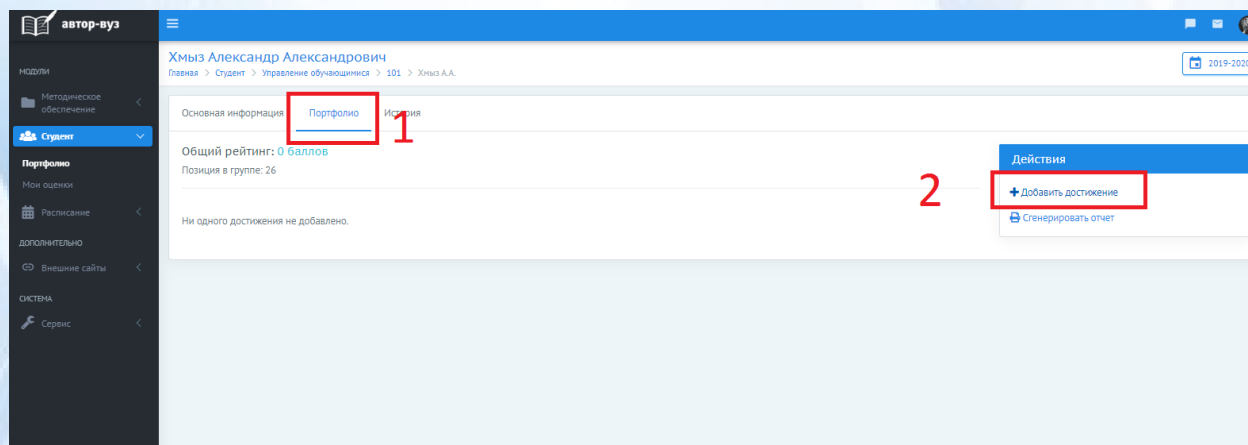 автор-вуз
МОДУЛИ
Методическое
обеспечение
Студент
Портфолио
Мои оценки
Расписание
ДОПОЛНИТЕЛЬНО
Внешние сайты
СИСТЕМА
Сервис
Хмыз Александр Александрович
2019-2020
Главная > Студент > Управление обучающимися > 101 > Хмыз А.А.
Основная информация Портфолио История
1
Общий рейтинг: 0 баллов
Позиция в группе: 26
Ни одного достижения не добавлено.
Действия
2
Добавить достижение
Сгенерировать отчет